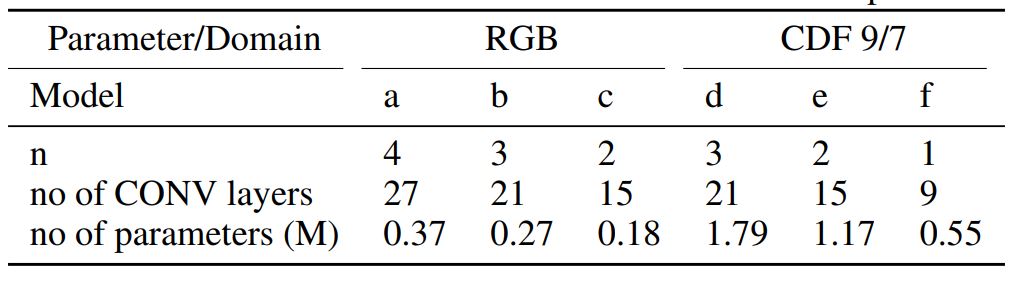 Parameter/Domain RGB CDF 9/7
Model a b c d e f
n 4 3 2 3 2 1
no of CONV layers 27 21 15 21 15 9
no of parameters (M) 0.37 0.27 0.18 1.79 1.17 0.55